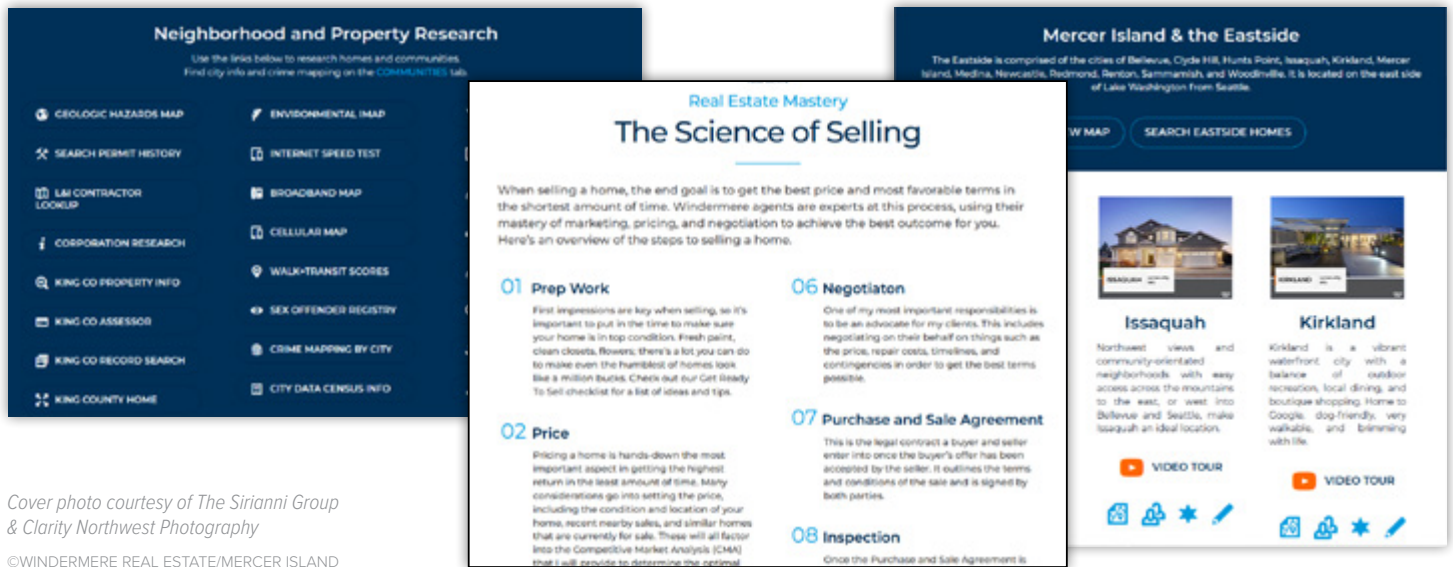 Neighborhood and Property Research
Use the links below to research homes and communities.
Find city info and crime mapping on the COMMUNITIES tab.
GEOLOGIC HAZARDS MAP
SEARCH PERMIT HISTORY
L&I CONTRACTOR
LOOKUP
CORPORATION RESEARCH
KING CO PROPERTY INFO
KING CO ASSESSOR
KING CO RECORD SEARCH
KING COUNTY HOME
ENVIRONMENTAL IMAP
INTERNET SPEED TEST
BROADBAND MAP
CELLULAR MAP
WALK+TRANSIT SCORES
SEX OFFENDER REGISTRY
CRIME MAPPING BY CITY
CITY DATA CENSUS INFO
Real Estate Mastery
The Science of Selling
When selling a home, the end goal is to get the best price and most favorable terms in
the shortest amount of time. Windermere agents are experts at this process, using their
mastery of marketing, pricing, and negotiation to achieve the best outcome for you.
Here's an overview of the steps to selling a home.
01 Prep Work
First impressions are key when selling, so it's
important to put in the time to make sure
your home is in top condition. Fresh paint,
clean closets, flowers; there's a lot you can do
to make even the humblest of homes look
like a million bucks. Check out our Get Ready
To Sell checklist for a list of ideas and tips.
02 Price
Pricing a home is hands-down the most
important aspect in getting the highest
return in the least amount of time. Many
considerations go into setting the price,
including the condition and location of your
home, recent nearby sales, and similar homes
that are currently for sale. These will all factor
into the Competitive Market Analysis (CMA)
that I will provide to determine the optimal
06 Negotiaton
One of my most important responsibilities is
to be an advocate for my clients. This includes
negotiating on their behalf on things such as
the price, repair costs, timelines, and
contingencies in order to get the best terms
possible.
07 Purchase and Sale Agreement
This is the legal contract a buyer and seller
enter into once the buyer's offer has been
accepted by the seller. It outlines the terms
and conditions of the sale and is signed by
both parties.
08 Inspection
Once the Purchase and Sale Agreement is
Mercer Island & the Eastside
The Eastside is comprised of the cities of Bellevue, Clyde Hill, Hunts Point, Issaquah, Kirkland, Mercer
Island, Medina, Newcastle, Redmond, Renton, Sammamish, and Woodinville. It is located on the east side
of Lake Washington from Seattle.
W MAP
SEARCH EASTSIDE HOMES
ISSAQUAH
KIRKLAND
Issaquah
Northwest views and
community-orientated
neighborhoods with easy
access across the mountains
to the east, or west into
Bellevue and Seattle, make
Issaquah an ideal location.
VIDEO TOUR
Kirkland
Kirkland is a vibrant
waterfront city with a
balance of outdoor
recreation, local dining, and
boutique shopping. Home to
Google, dog-friendly, very
walkable, and brimming
with life.
VIDEO TOUR
Cover photo courtesy of The Sirianni Group
& Clarity Northwest Photography
©WINDERMERE REAL ESTATE/MERCER ISLAND